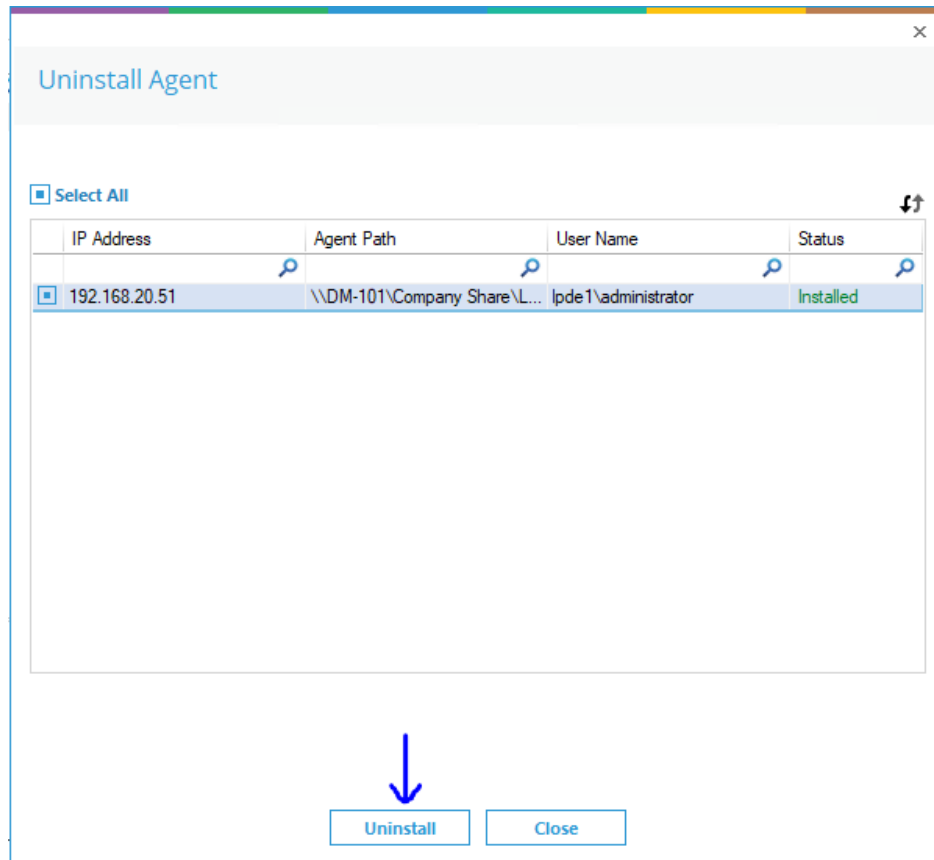 Uninstall Agent
Select All
IP Address Agent Path User Name Status
192.168.20.51 \\DM-101\Company Share\L... lpde1\administrator Installed
Uninstall Close